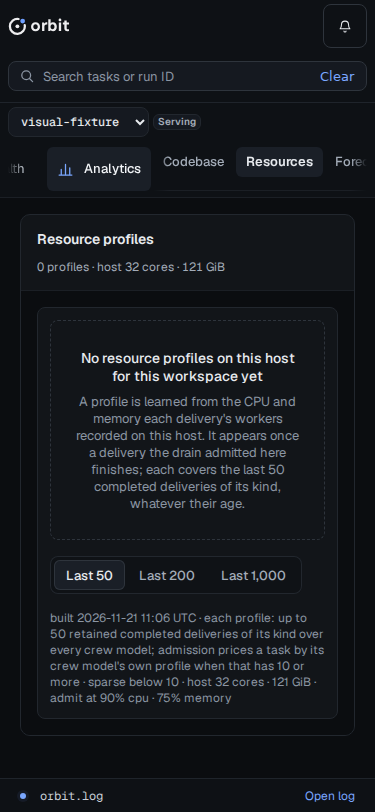 orbit
Search tasks or run ID Clear
visual-fixture Serving
lth Analytics Codebase Resources Forec
Resource profiles
0 profiles · host 32 cores · 121 GiB
No resource profiles on this host
for this workspace yet
A profile is learned from the CPU and
memory each delivery's workers
recorded on this host. It appears once
a delivery the drain admitted here
finishes; each covers the last 50
completed deliveries of its kind,
whatever their age.
Last 50 Last 200 Last 1,000
built 2026-11-21 11:06 UTC · each profile: up to
50 retained completed deliveries of its kind over
every crew model; admission prices a task by its
crew model's own profile when that has 10 or
more · sparse below 10 · host 32 cores · 121 GiB ·
admit at 90% cpu · 75% memory
orbit.log Open log